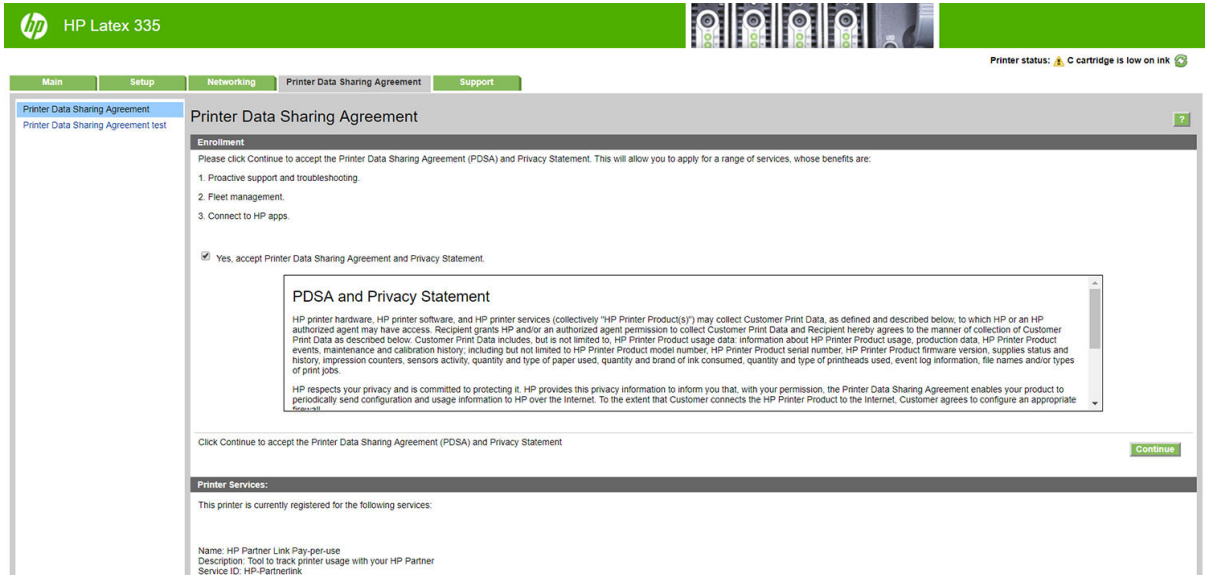 hp HP Latex 335
Printer status: C cartridge is low on ink
Main Setup Networking Printer Data Sharing Agreement Support
Printer Data Sharing Agreement
Printer Data Sharing Agreement test
Printer Data Sharing Agreement
?
Enrollment
Please click Continue to accept the Printer Data Sharing Agreement (PDSA) and Privacy Statement. This will allow you to apply for a range of services, whose benefits are:
1. Proactive support and troubleshooting.
2. Fleet management.
3. Connect to HP apps.
Yes, accept Printer Data Sharing Agreement and Privacy Statement.
PDSA and Privacy Statement
HP printer hardware, HP printer software, and HP printer services (collectively "HP Printer Product(s)") may collect Customer Print Data, as defined and described below, to which HP or an HP
authorized agent may have access. Recipient grants HP and/or an authorized agent permission to collect Customer Print Data and Recipient hereby agrees to the manner of collection of Customer
Print Data as described below. Customer Print Data includes, but is not limited to, HP Printer Product usage data: information about HP Printer Product usage, production data, HP Printer Product
events, maintenance and calibration history; including but not limited to HP Printer Product model number, HP Printer Product serial number, HP Printer Product firmware version, supplies status and
history, impression counters, sensors activity, quantity and type of paper used, quantity and brand of ink consumed, quantity and type of printheads used, event log information, file names and/or types
of print jobs.
HP respects your privacy and is committed to protecting it. HP provides this privacy information to inform you that, with your permission, the Printer Data Sharing Agreement enables your product to
periodically send configuration and usage information to HP over the Internet. To the extent that Customer connects the HP Printer Product to the Internet, Customer agrees to configure an appropriate
firewall
Click Continue to accept the Printer Data Sharing Agreement (PDSA) and Privacy Statement
Continue
Printer Services:
This printer is currently registered for the following services:
Name: HP Partner Link Pay-per-use
Description: Tool to track printer usage with your HP Partner
Service ID: HP-Partnerlink